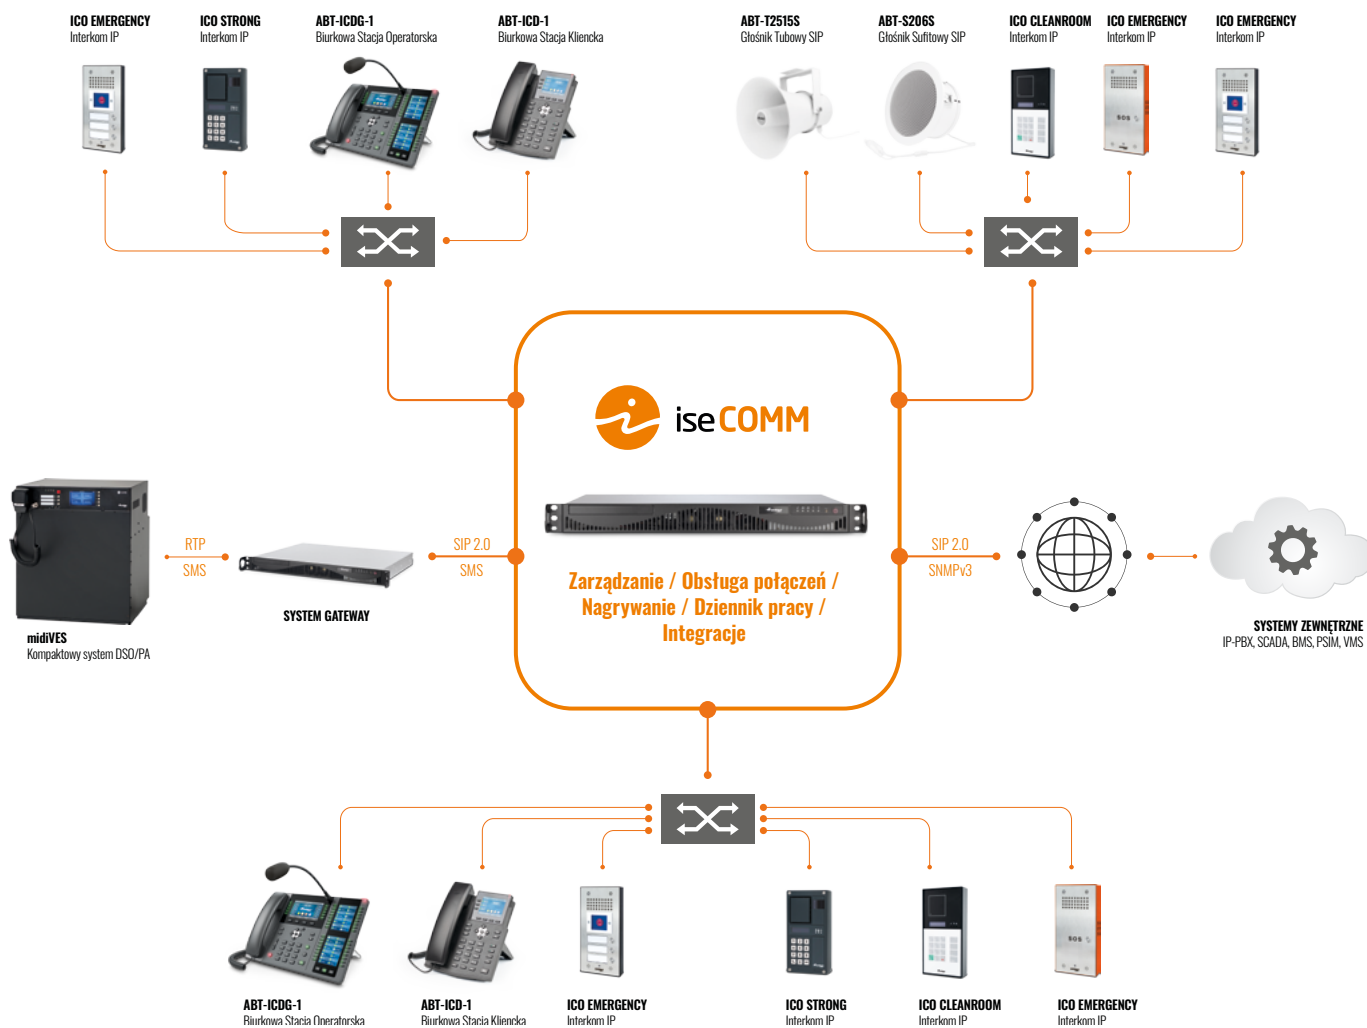 ICO EMERGENCY
Interkom IP
ICO STRONG
Interkom IP
ABT-ICDG-1
Biurkowa Stacja Operatorska
ABT-ICD-1
Biurkowa Stacja Kliencka
ABT-T2515S
Głośnik Tubowy SIP
ABT-S206S
Głośnik Sufitowy SIP
ICO CLEANROOM
Interkom IP
ICO EMERGENCY
Interkom IP
ICO EMERGENCY
Interkom IP
SOS
iseCOMM
Zarządzanie / Obsługa połączeń /
Nagrywanie / Dziennik pracy /
Integracje
midiVES
Kompaktowy system DSO/PA
RTP
SMS
SYSTEM GATEWAY
SIP 2.0
SMS
SIP 2.0
SNMPv3
SYSTEMY ZEWNĘTRZNE
IP-PBX, SCADA, BMS, PSIM, VMS
SOS
ABT-ICDG-1
Biurkowa Stacja Operatorska
ABT-ICD-1
Biurkowa Stacja Kliencka
ICO EMERGENCY
Interkom IP
ICO STRONG
Interkom IP
ICO CLEANROOM
Interkom IP
ICO EMERGENCY
Interkom IP